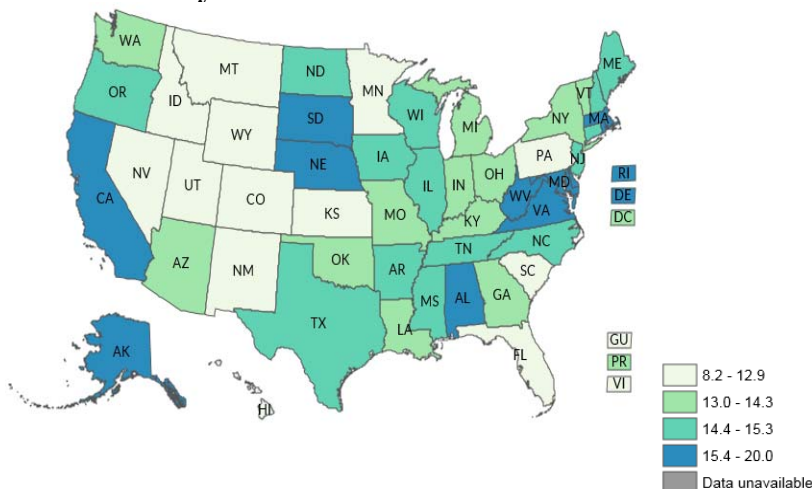 WA
MT
ND
MN
ME
OR
ID
WI
VT
NY
SD
MI
MA
WY
IA
PA
NJ
NE
RI
NV
IL
IN
OH
MD
DE
UT
CO
WV
VA
DC
CA
KS
MO
KY
NC
TN
AZ
OK
NM
AR
SC
MS
AL
GA
TX
LA
GU
AK
FL
PR
VI
HI
8.2 - 12.9
13.0 - 14.3
14.4 - 15.3
15.4 - 20.0
Data unavailable